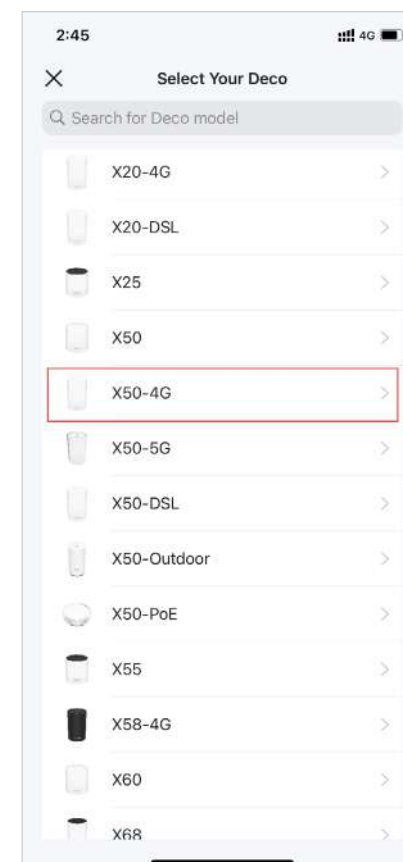 2:45
4G
Select Your Deco
Search for Deco model
X20-4G
X20-DSL
X25
X50
X50-4G
X50-5G
X50-DSL
X50-Outdoor
X50-PoE
X55
X58-4G
X60
X68